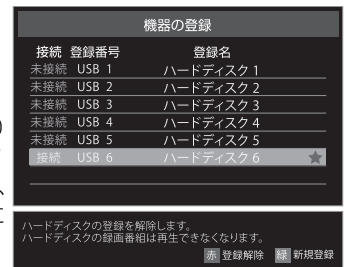 機器の登録
接続 登録番号 登録名
未接続 USB 1 ハードディスク 1
未接続 USB 2 ハードディスク 2
未接続 USB 3 ハードディスク 3
未接続 USB 4 ハードディスク 4
未接続 USB 5 ハードディスク 5
接続 USB 6 ハードディスク 6 ★
ハードディスクの登録を解除します。
ハードディスクの録画番組は再生できなくなります。
赤 登録解除 緑 新規登録